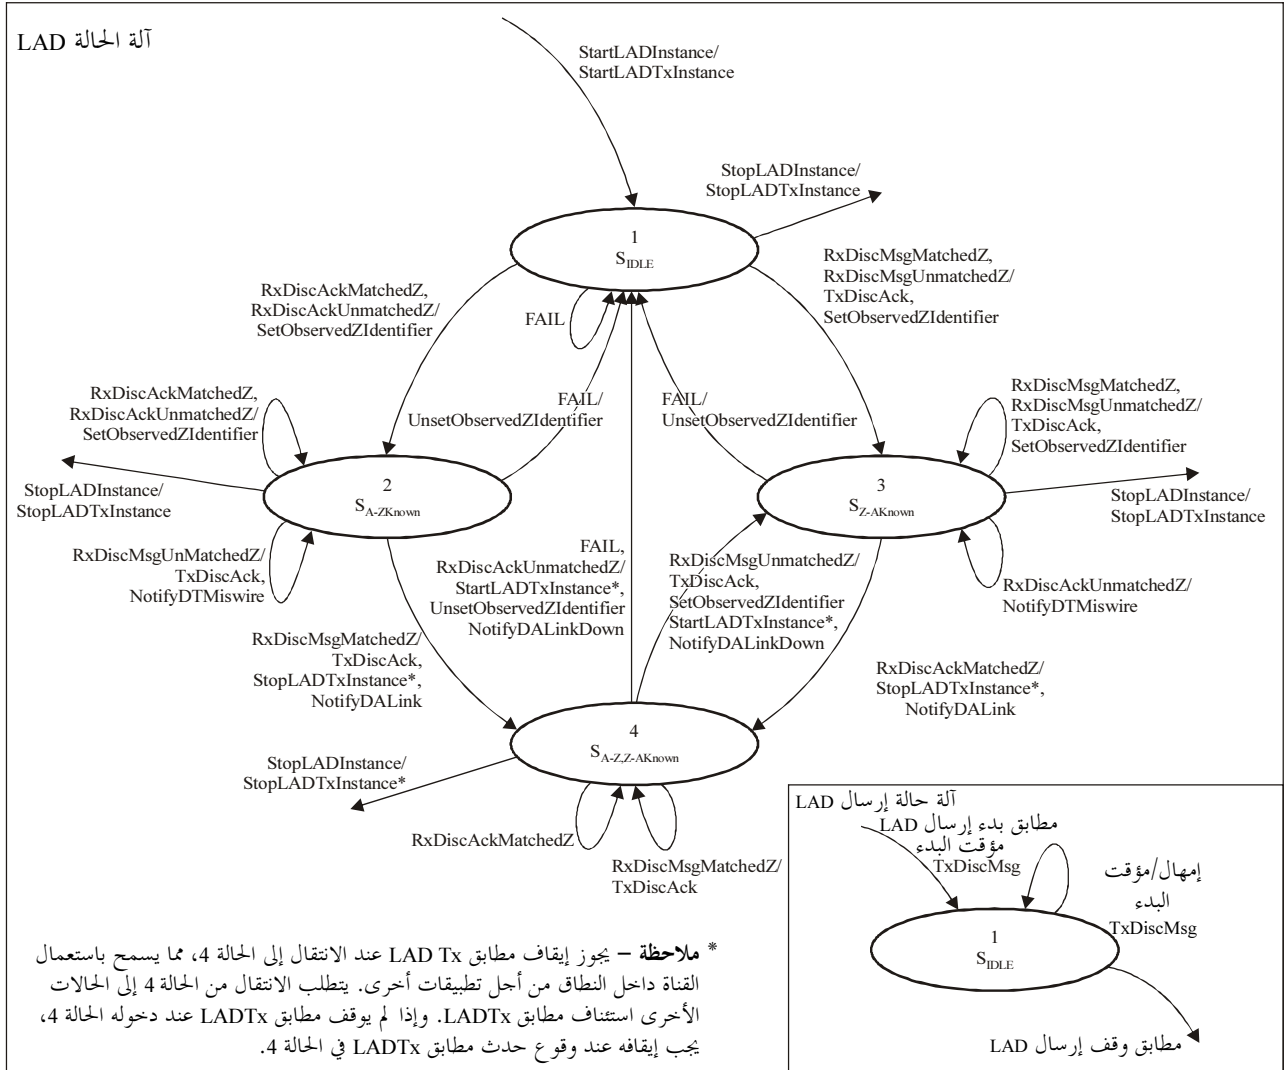 آلة الحالة LAD
StartLADInstance/
StartLADTxInstance
StopLADInstance/
StopLADTxInstance
1
S_IDLE
RxDiscAckMatchedZ,
RxDiscAckUnmatchedZ/
SetObservedZIdentifier
FAIL
RxDiscMsgMatchedZ,
RxDiscMsgUnmatchedZ/
TxDiscAck,
SetObservedZIdentifier
RxDiscAckMatchedZ,
RxDiscAckUnmatchedZ/
SetObservedZIdentifier
FAIL/
UnsetObservedZIdentifier
FAIL/
UnsetObservedZIdentifier
RxDiscMsgMatchedZ,
RxDiscMsgUnmatchedZ/
TxDiscAck,
SetObservedZIdentifier
StopLADInstance/
StopLADTxInstance
2
S_A-ZKnown
3
S_Z-AKnown
StopLADInstance/
StopLADTxInstance
RxDiscMsgUnMatchedZ/
TxDiscAck,
NotifyDTMiswire
FAIL,
RxDiscAckUnmatchedZ/
StartLADTxInstance*,
UnsetObservedZIdentifier
NotifyDALinkDown
RxDiscMsgUnmatchedZ/
TxDiscAck,
SetObservedZIdentifier
StartLADTxInstance*,
NotifyDALinkDown
RxDiscAckUnmatchedZ/
NotifyDTMiswire
RxDiscMsgMatchedZ/
TxDiscAck,
StopLADTxInstance*,
NotifyDALink
RxDiscAckMatchedZ/
StopLADTxInstance*,
NotifyDALink
4
S_A-Z,Z-AKnown
StopLADInstance/
StopLADTxInstance*
RxDiscAckMatchedZ
RxDiscMsgMatchedZ/
TxDiscAck
آلة حالة إرسال LAD
مطابق بدء إرسال LAD
مؤقت البدء
TxDiscMsg
إمهال/مؤقت
البدء
TxDiscMsg
1
S_IDLE
مطابق وقف إرسال LAD
* ملاحظة – يجوز إيقاف مطابق LAD Tx عند الانتقال إلى الحالة 4، مما يسمح باستعمال
القناة داخل النطاق من أجل تطبيقات أخرى. يتطلب الانتقال من الحالة 4 إلى الحالات
الأخرى استئناف مطابق LADTx. وإذا لم يوقف مطابق LADTx عند دخوله الحالة 4،
يجب إيقافه عند وقوع حدث مطابق LADTx في الحالة 4.